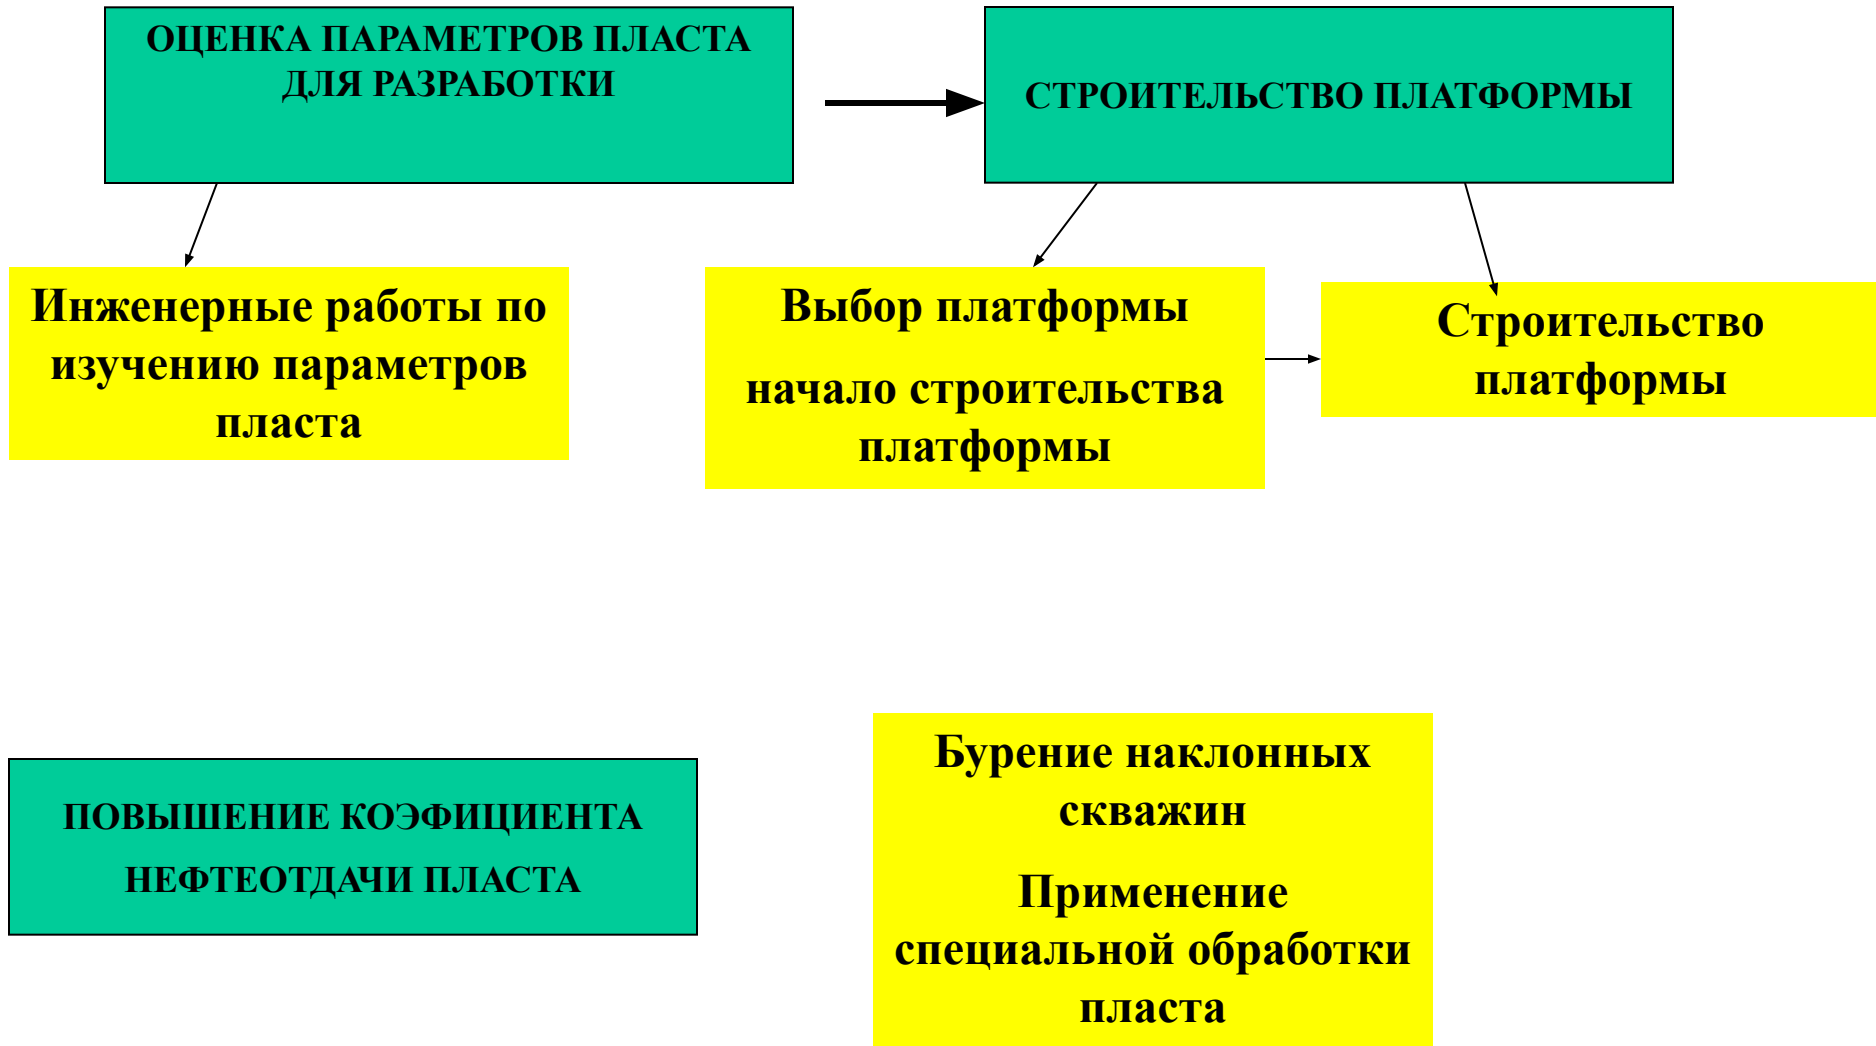 ОЦЕНКА ПАРАМЕТРОВ ПЛАСТА
ДЛЯ РАЗРАБОТКИ
СТРОИТЕЛЬСТВО ПЛАТФОРМЫ
Инженерные работы по
изучению параметров
пласта
Выбор платформы
начало строительства
платформы
Строительство
платформы
ПОВЫШЕНИЕ КОЭФИЦИЕНТА
НЕФТЕОТДАЧИ ПЛАСТА
Бурение наклонных
скважин
Применение
специальной обработки
пласта